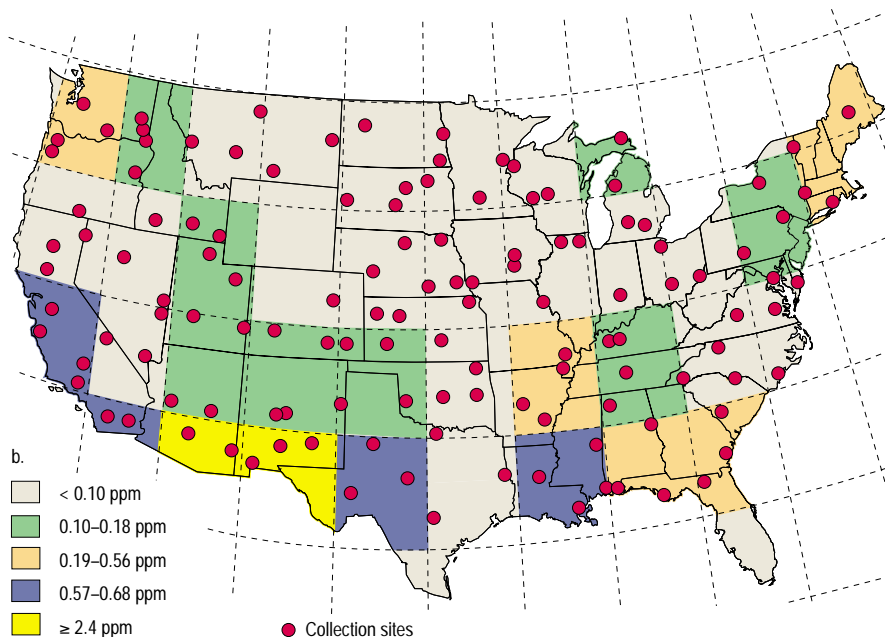 b.
< 0.10 ppm
0.10–0.18 ppm
0.19–0.56 ppm
0.57–0.68 ppm
≥ 2.4 ppm
Collection sites